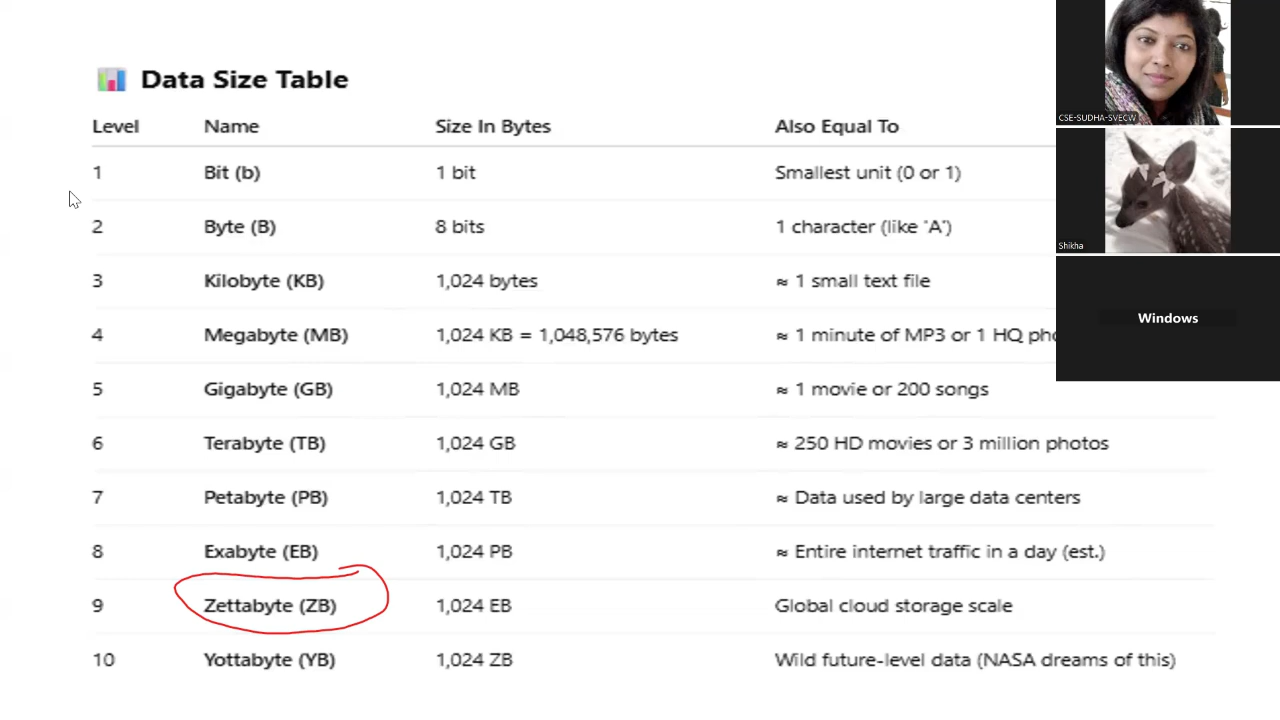 Data Size Table
Level Name Size In Bytes Also Equal To
1 Bit (b) 1 bit Smallest unit (0 or 1)
2 Byte (B) 8 bits 1 character (like 'A')
3 Kilobyte (KB) 1,024 bytes ≈ 1 small text file
4 Megabyte (MB) 1,024 KB = 1,048,576 bytes ≈ 1 minute of MP3 or 1 HQ pho
5 Gigabyte (GB) 1,024 MB ≈ 1 movie or 200 songs
6 Terabyte (TB) 1,024 GB ≈ 250 HD movies or 3 million photos
7 Petabyte (PB) 1,024 TB ≈ Data used by large data centers
8 Exabyte (EB) 1,024 PB ≈ Entire internet traffic in a day (est.)
9 Zettabyte (ZB) 1,024 EB Global cloud storage scale
10 Yottabyte (YB) 1,024 ZB Wild future-level data (NASA dreams of this)
CSE-SUDHA-SVECW
Shikha
Windows